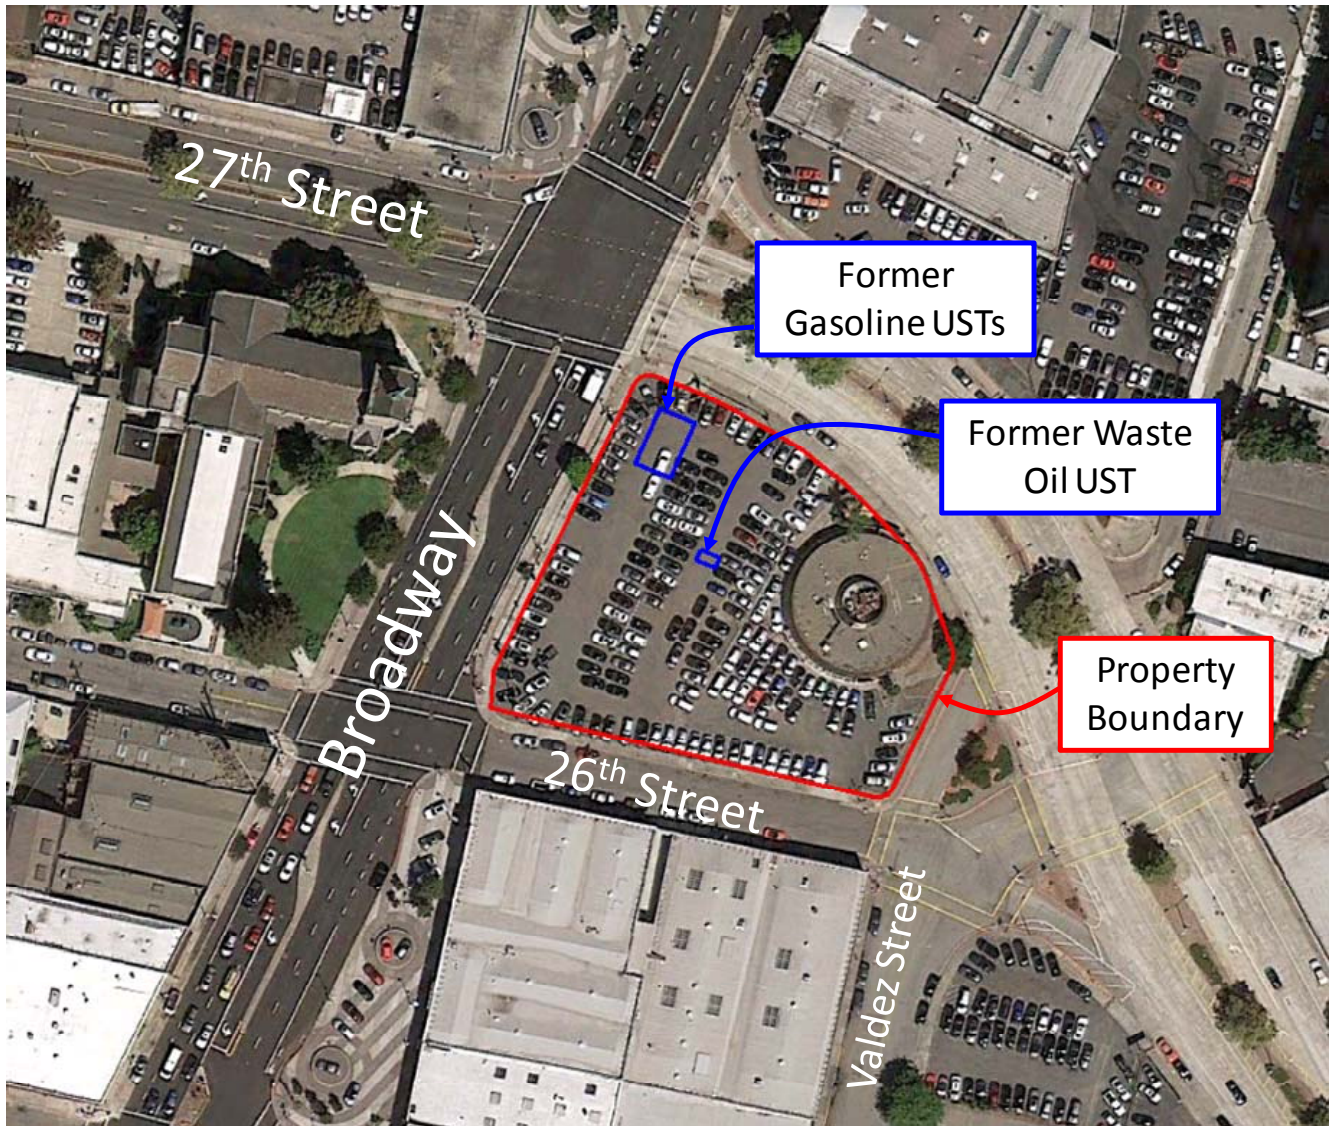 27th Street
Former
Gasoline USTs
Former Waste
Oil UST
Broadway
Property
Boundary
26th Street
Valdez Street